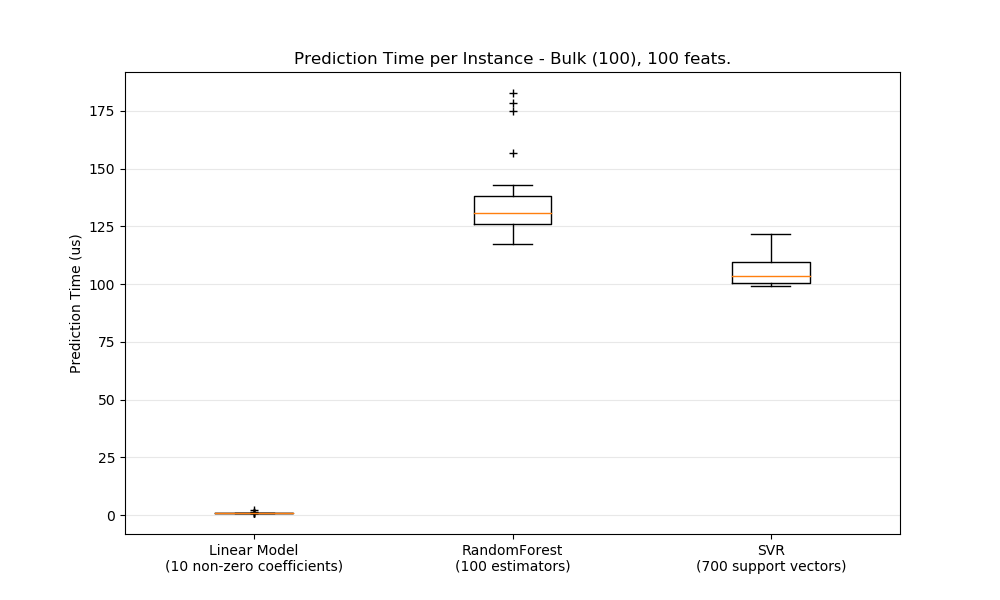 Prediction Time per Instance - Bulk (100), 100 feats.
175
150
125
100
75
50
25
0
Prediction Time (us)
Linear Model
(10 non-zero coefficients)
RandomForest
(100 estimators)
SVR
(700 support vectors)